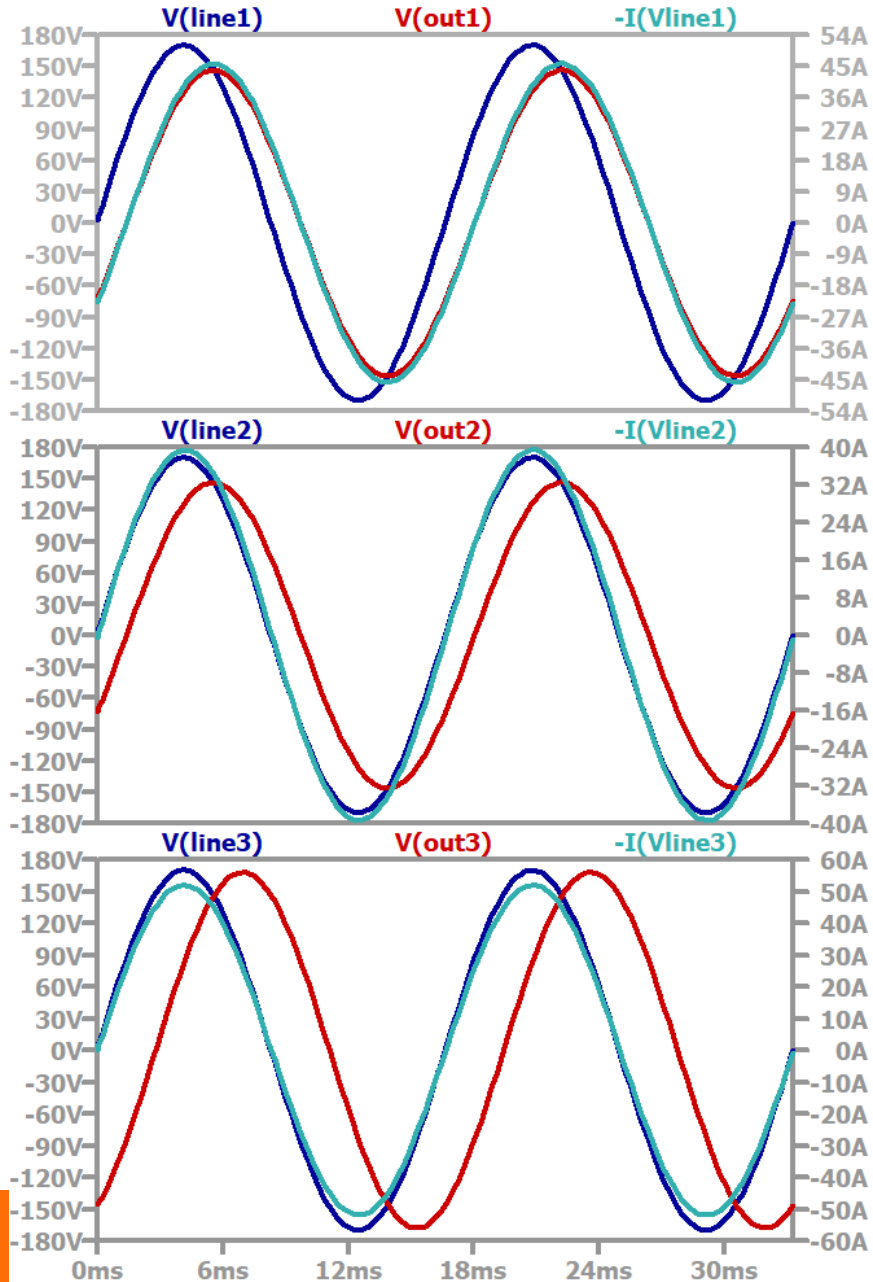 V(line1) V(out1) -I(Vline1)
180V 54A
150V 45A
120V 36A
90V 27A
60V 18A
30V 9A
0V 0A
-30V -9A
-60V -18A
-90V -27A
-120V -36A
-150V -45A
-180V -54A
V(line2) V(out2) -I(Vline2)
180V 40A
150V 32A
120V 24A
90V 16A
60V 8A
30V 0A
0V -8A
-30V -16A
-60V -24A
-90V -32A
-120V -40A
-150V
-180V
V(line3) V(out3) -I(Vline3)
180V 60A
150V 50A
120V 40A
90V 30A
60V 20A
30V 10A
0V 0A
-30V -10A
-60V -20A
-90V -30A
-120V -40A
-150V -50A
-180V -60A
0ms 6ms 12ms 18ms 24ms 30ms